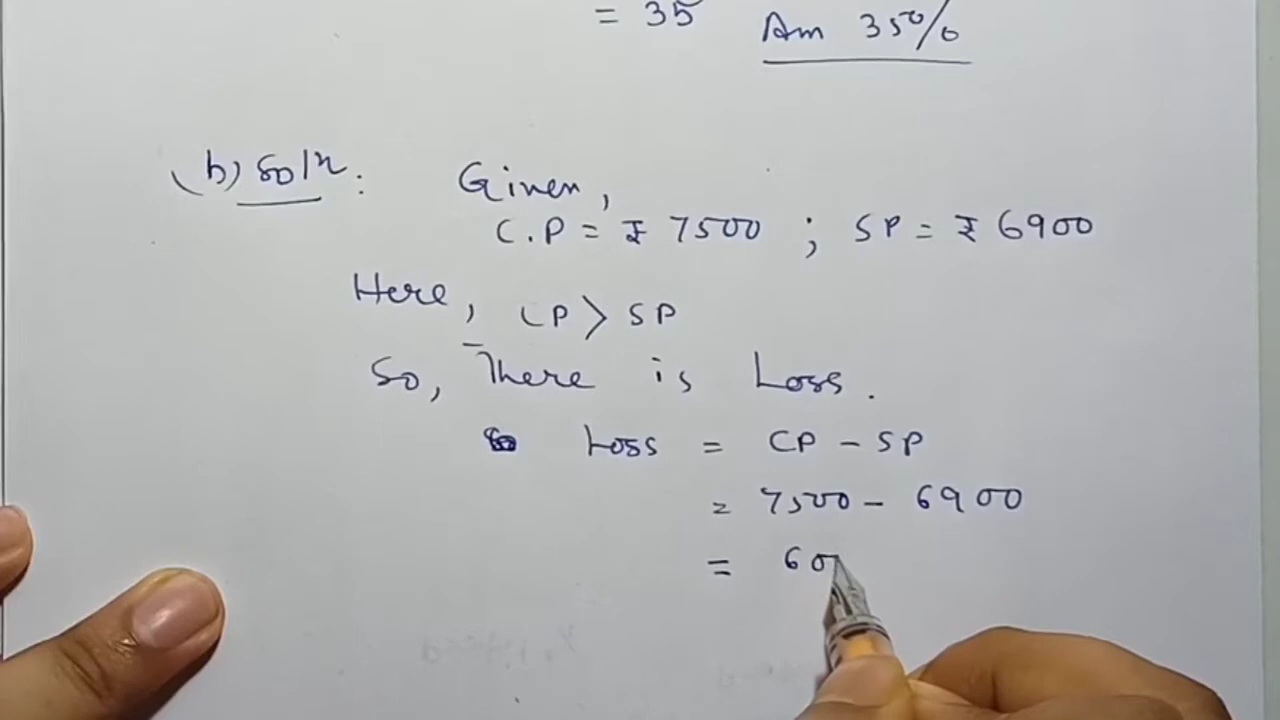 = 35 Ans 35%
(b) Soln: Given,
C.P = ₹ 7500 ; SP = ₹ 6900
Here, CP > SP
So, There is Loss.
Loss = CP - SP
= 7500 - 6900
= 600